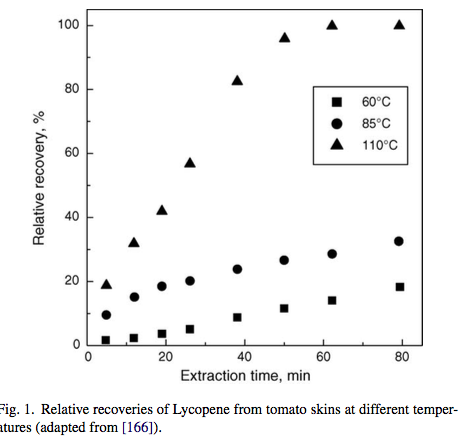 100
80
60
40
20
0
Relative recovery, %
60°C
85°C
110°C
0 20 40 60 80
Extraction time, min
Fig. 1. Relative recoveries of Lycopene from tomato skins at different temper-
atures (adapted from [166]).